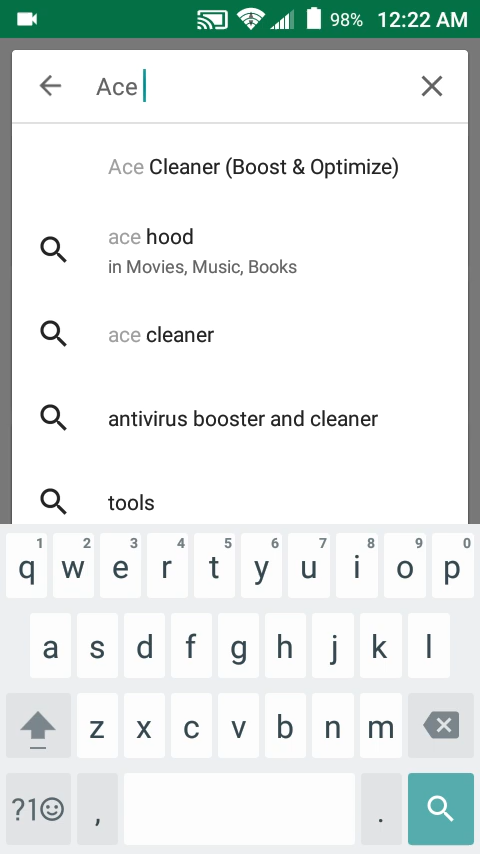 98% 12:22 AM
Ace
Ace Cleaner (Boost & Optimize)
ace hood
in Movies, Music, Books
ace cleaner
antivirus booster and cleaner
tools
1 2 3 4 5 6 7 8 9 0
q w e r t y u i o p
a s d f g h j k l
z x c v b n m
?1☺ , .